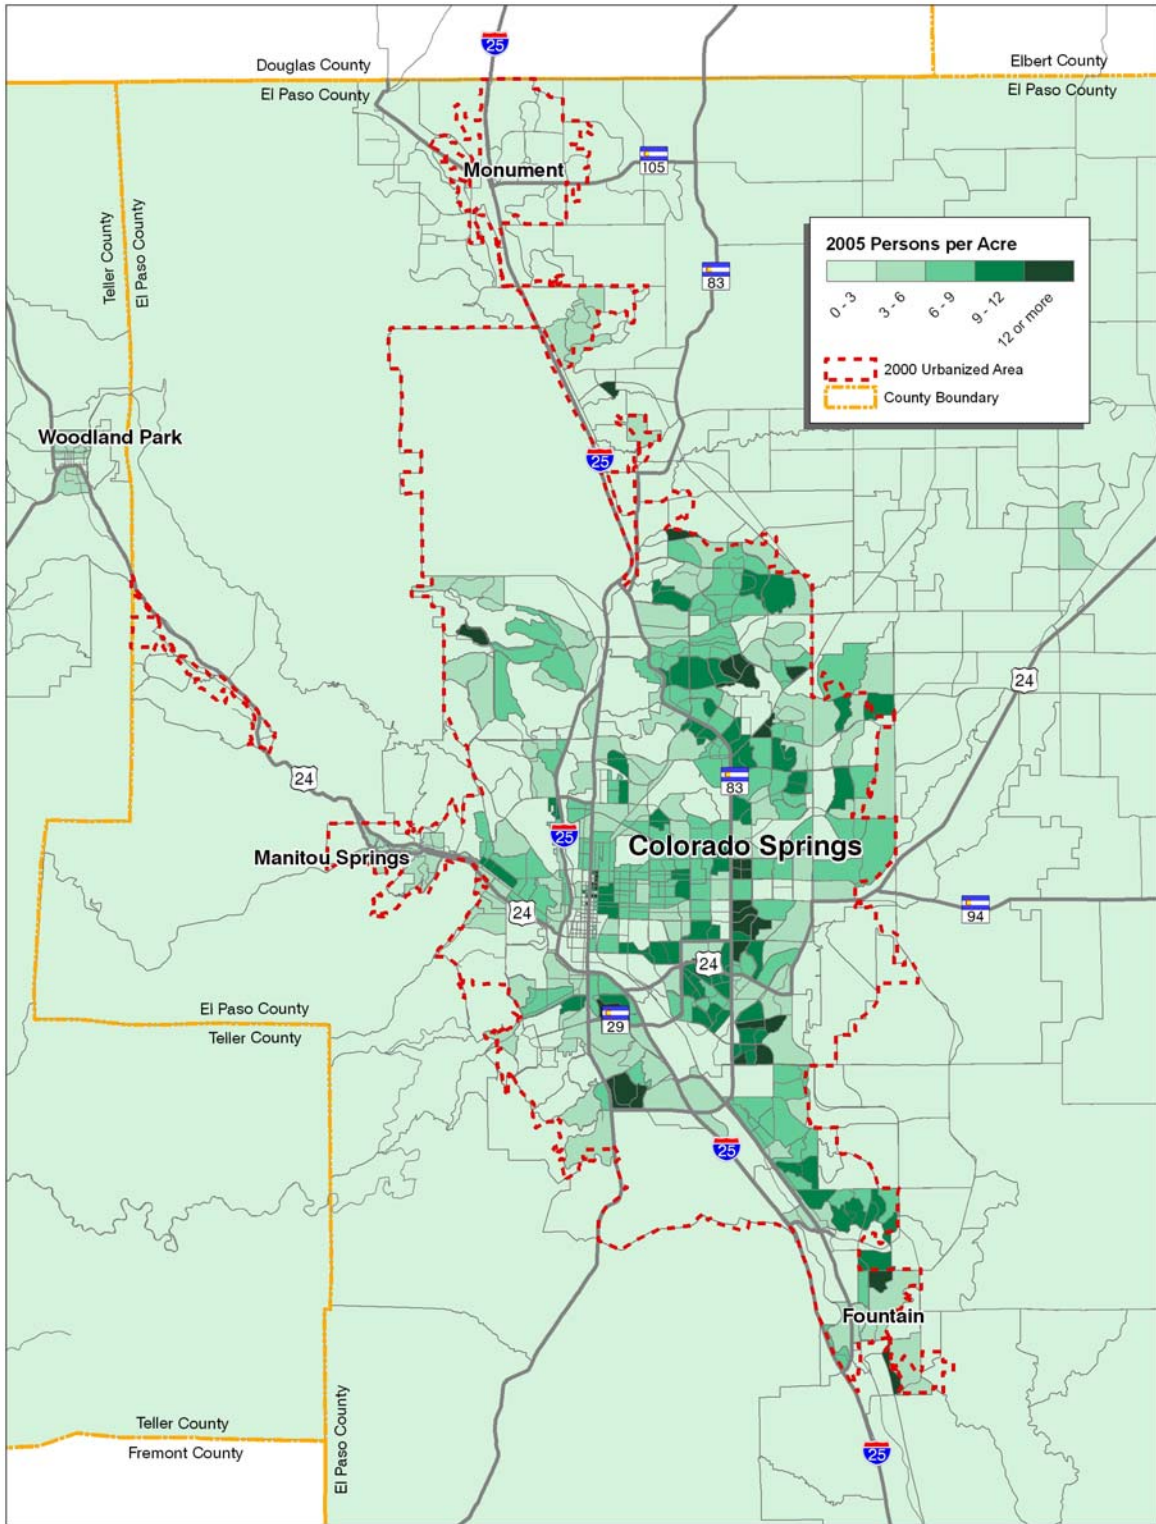 25
Douglas County
El Paso County
Elbert County
El Paso County
Monument
105
Teller County
El Paso County
83
2005 Persons per Acre
0 - 3
3 - 6
6 - 9
9 - 12
12 or more
2000 Urbanized Area
County Boundary
Woodland Park
25
24
24
83
25
Colorado Springs
Manitou Springs
24
94
24
El Paso County
Teller County
29
25
Fountain
Teller County
Fremont County
El Paso County
25